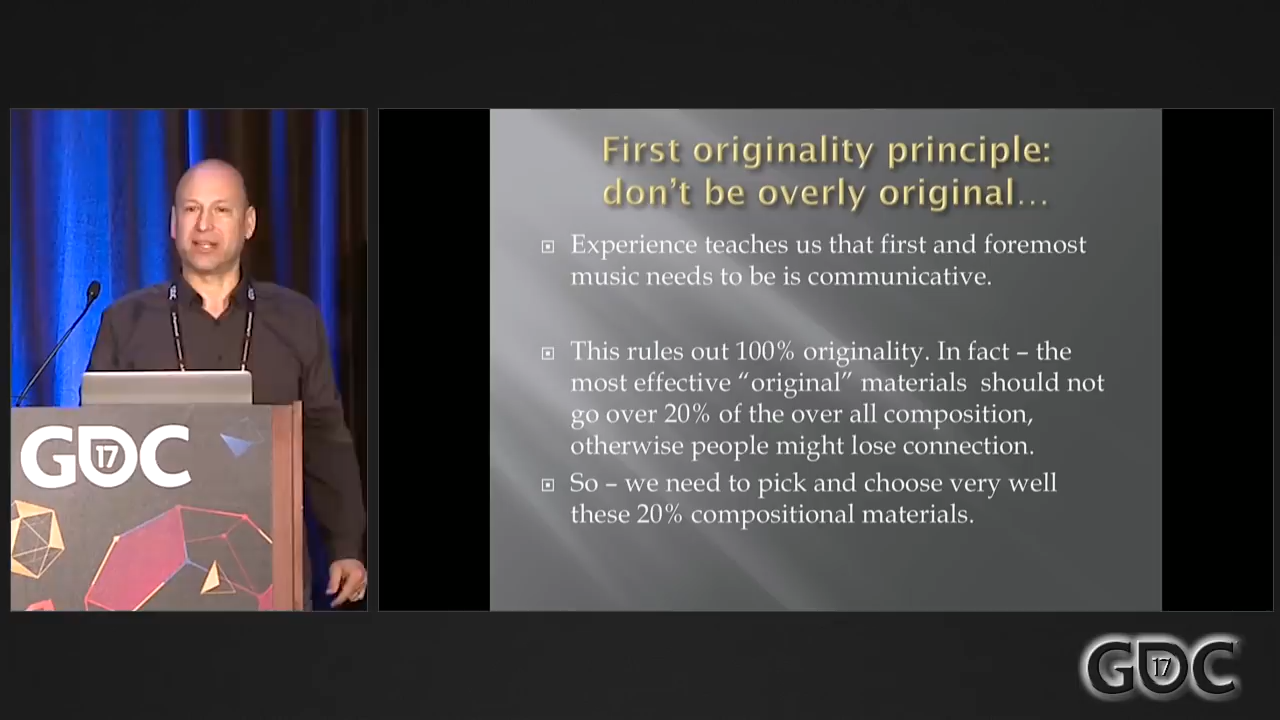 First originality principle:
don't be overly original...
Experience teaches us that first and foremost
music needs to be is communicative.
This rules out 100% originality. In fact – the
most effective "original" materials should not
go over 20% of the over all composition,
otherwise people might lose connection.
So – we need to pick and choose very well
these 20% compositional materials.
GDC
17
GDC
17